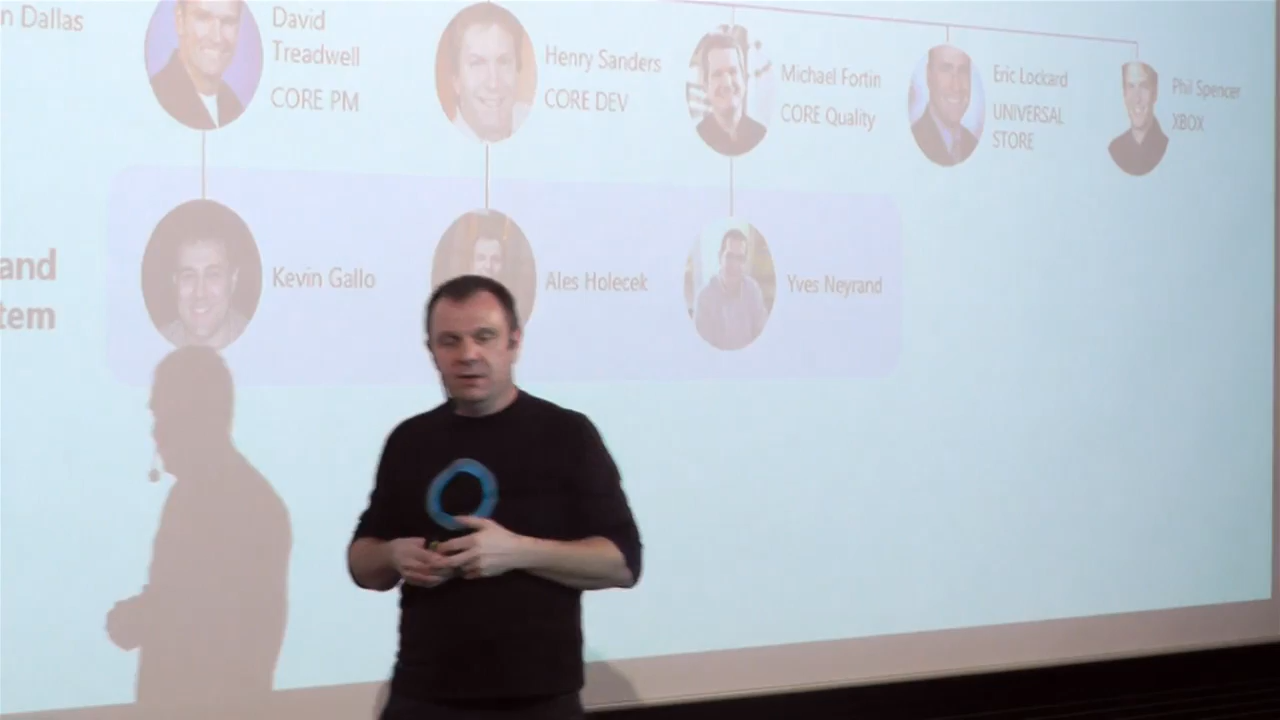 n Dallas
David
Treadwell
CORE PM
Henry Sanders
CORE DEV
Michael Fortin
CORE Quality
Eric Lockard
UNIVERSAL
STORE
Phil Spencer
XBOX
and
tem
Kevin Gallo
Ales Holecek
Yves Neyrand